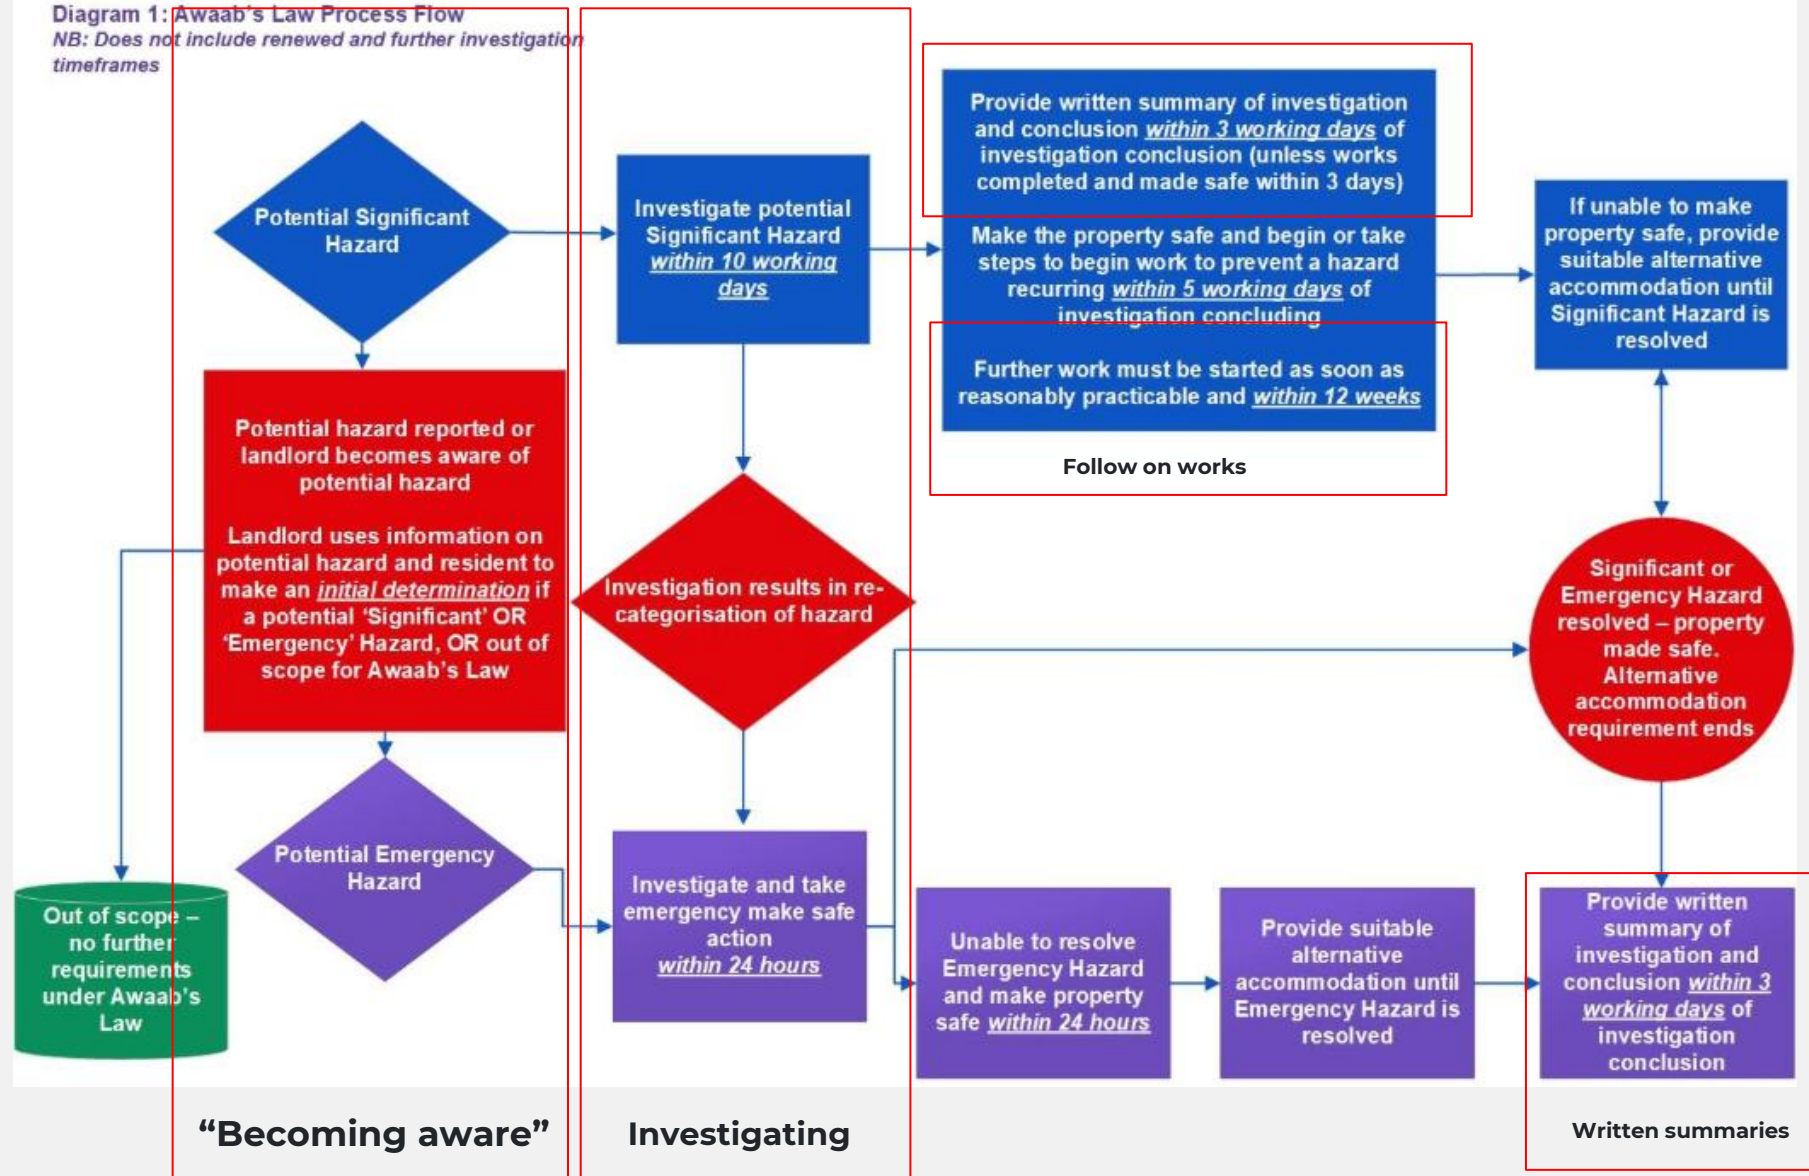 Diagram 1: Awaab's Law Process Flow
NB: Does not include renewed and further investigation
timeframes
Potential Significant
Hazard
Investigate potential
Significant Hazard
within 10 working
days
Provide written summary of investigation
and conclusion within 3 working days of
investigation conclusion (unless works
completed and made safe within 3 days)
Make the property safe and begin or take
steps to begin work to prevent a hazard
recurring within 5 working days of
investigation concluding
Further work must be started as soon as
reasonably practicable and within 12 weeks
Follow on works
If unable to make
property safe, provide
suitable alternative
accommodation until
Significant Hazard is
resolved
Potential hazard reported or
landlord becomes aware of
potential hazard
Landlord uses information on
potential hazard and resident to
make an initial determination if
a potential 'Significant' OR
'Emergency' Hazard, OR out of
scope for Awaab's Law
Investigation results in re-
categorisation of hazard
Significant or
Emergency Hazard
resolved – property
made safe.
Alternative
accommodation
requirement ends
Potential Emergency
Hazard
Out of scope –
no further
requirements
under Awaab's
Law
Investigate and take
emergency make safe
action
within 24 hours
Unable to resolve
Emergency Hazard
and make property
safe within 24 hours
Provide suitable
alternative
accommodation until
Emergency Hazard is
resolved
Provide written
summary of
investigation and
conclusion within 3
working days of
investigation
conclusion
“Becoming aware”
Investigating
Written summaries